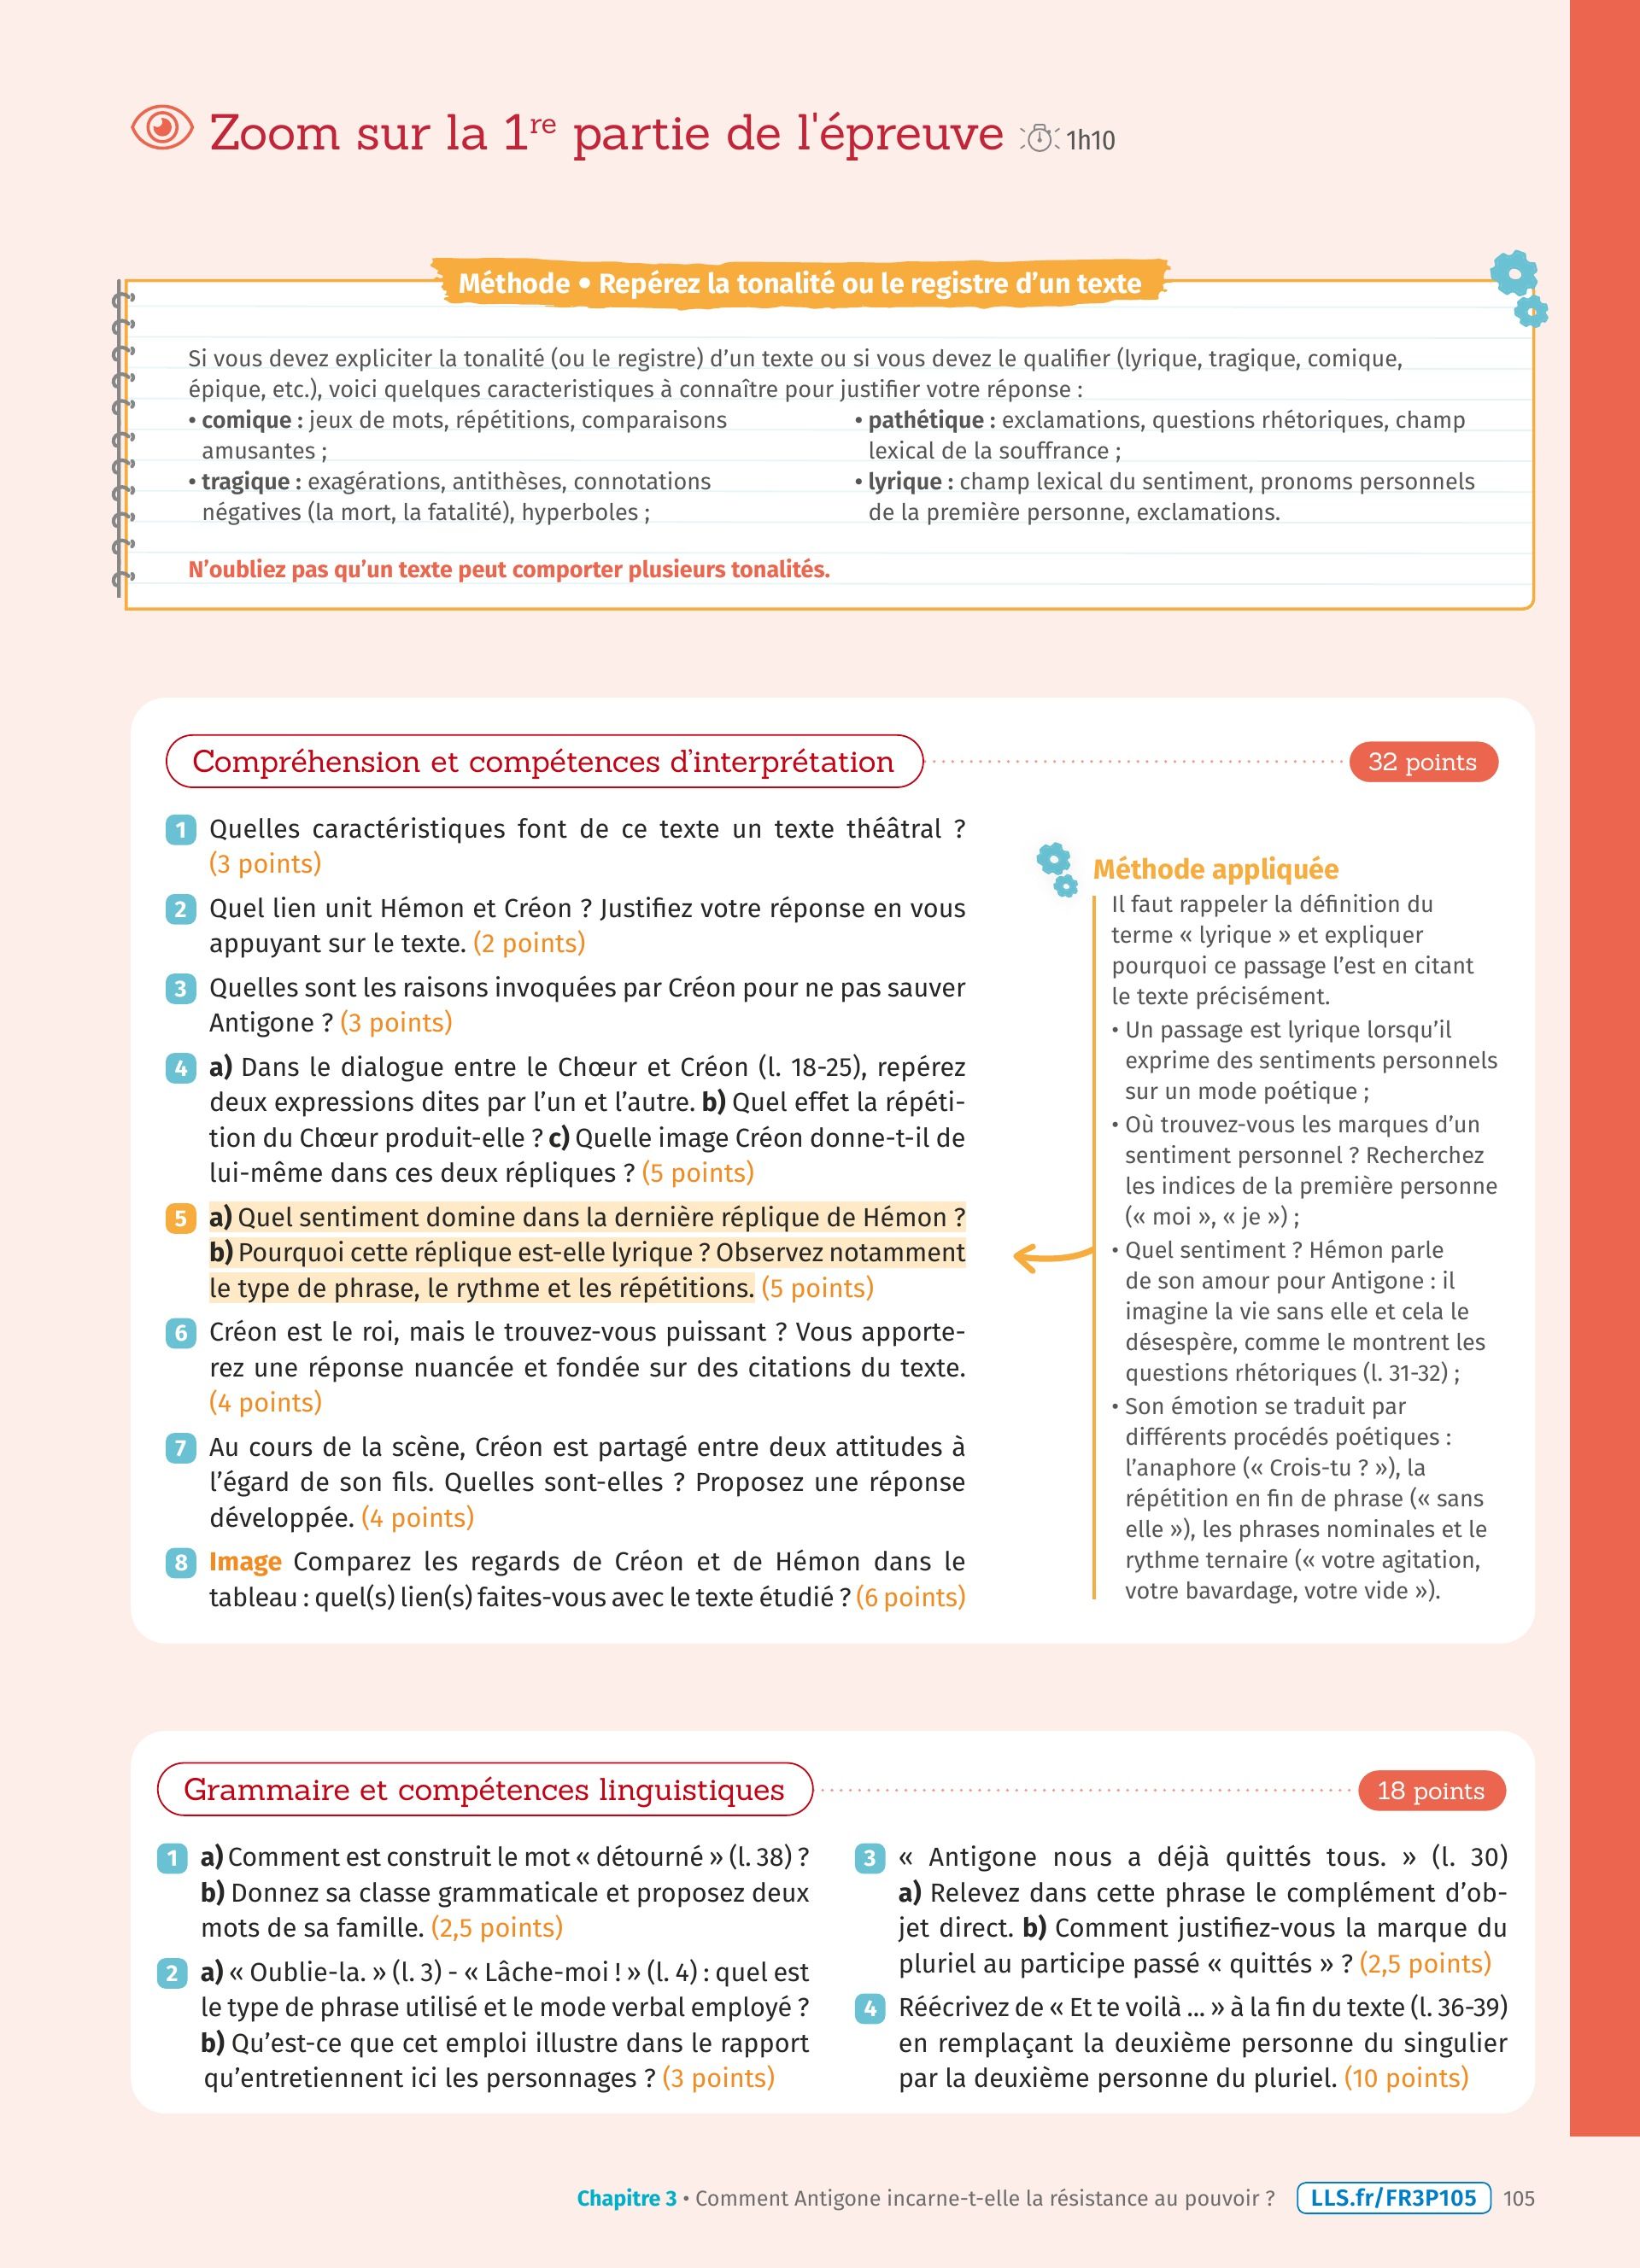 Zoom sur la 1re partie de l'épreuve 1h10
Méthode • Repérez la tonalité ou le registre d’un texte
Si vous devez expliciter la tonalité (ou le registre) d’un texte ou si vous devez le qualifier (lyrique, tragique, comique,
épique, etc.), voici quelques caracteristiques à connaître pour justifier votre réponse :
• comique : jeux de mots, répétitions, comparaisons
amusantes ;
• tragique : exagérations, antithèses, connotations
négatives (la mort, la fatalité), hyperboles ;
• pathétique : exclamations, questions rhétoriques, champ
lexical de la souffrance ;
• lyrique : champ lexical du sentiment, pronoms personnels
de la première personne, exclamations.
N’oubliez pas qu’un texte peut comporter plusieurs tonalités.
Compréhension et compétences d’interprétation
32 points
1 Quelles caractéristiques font de ce texte un texte théâtral ?
(3 points)
2 Quel lien unit Hémon et Créon ? Justifiez votre réponse en vous
appuyant sur le texte. (2 points)
3 Quelles sont les raisons invoquées par Créon pour ne pas sauver
Antigone ? (3 points)
4 a) Dans le dialogue entre le Chœur et Créon (l. 18-25), repérez
deux expressions dites par l’un et l’autre. b) Quel effet la répéti-
tion du Chœur produit-elle ? c) Quelle image Créon donne-t-il de
lui-même dans ces deux répliques ? (5 points)
5 a) Quel sentiment domine dans la dernière réplique de Hémon ?
b) Pourquoi cette réplique est-elle lyrique ? Observez notamment
le type de phrase, le rythme et les répétitions. (5 points)
6 Créon est le roi, mais le trouvez-vous puissant ? Vous apporte-
rez une réponse nuancée et fondée sur des citations du texte.
(4 points)
7 Au cours de la scène, Créon est partagé entre deux attitudes à
l’égard de son fils. Quelles sont-elles ? Proposez une réponse
développée. (4 points)
8 Image Comparez les regards de Créon et de Hémon dans le
tableau : quel(s) lien(s) faites-vous avec le texte étudié ? (6 points)
Méthode appliquée
Il faut rappeler la définition du
terme « lyrique » et expliquer
pourquoi ce passage l’est en citant
le texte précisément.
• Un passage est lyrique lorsqu’il
exprime des sentiments personnels
sur un mode poétique ;
• Où trouvez-vous les marques d’un
sentiment personnel ? Recherchez
les indices de la première personne
(« moi », « je ») ;
• Quel sentiment ? Hémon parle
de son amour pour Antigone : il
imagine la vie sans elle et cela le
désespère, comme le montrent les
questions rhétoriques (l. 31-32) ;
• Son émotion se traduit par
différents procédés poétiques :
l’anaphore (« Crois-tu ? »), la
répétition en fin de phrase (« sans
elle »), les phrases nominales et le
rythme ternaire (« votre agitation,
votre bavardage, votre vide »).
Grammaire et compétences linguistiques
18 points
1 a) Comment est construit le mot « détourné » (l. 38) ?
b) Donnez sa classe grammaticale et proposez deux
mots de sa famille. (2,5 points)
2 a) « Oublie-la. » (l. 3) - « Lâche-moi ! » (l. 4) : quel est
le type de phrase utilisé et le mode verbal employé ?
b) Qu’est-ce que cet emploi illustre dans le rapport
qu’entretiennent ici les personnages ? (3 points)
3 « Antigone nous a déjà quittés tous. » (l. 30)
a) Relevez dans cette phrase le complément d’ob-
jet direct. b) Comment justifiez-vous la marque du
pluriel au participe passé « quittés » ? (2,5 points)
4 Réécrivez de « Et te voilà ... » à la fin du texte (l. 36-39)
en remplaçant la deuxième personne du singulier
par la deuxième personne du pluriel. (10 points)
Chapitre 3 • Comment Antigone incarne-t-elle la résistance au pouvoir ? LLS.fr/FR3P105 105